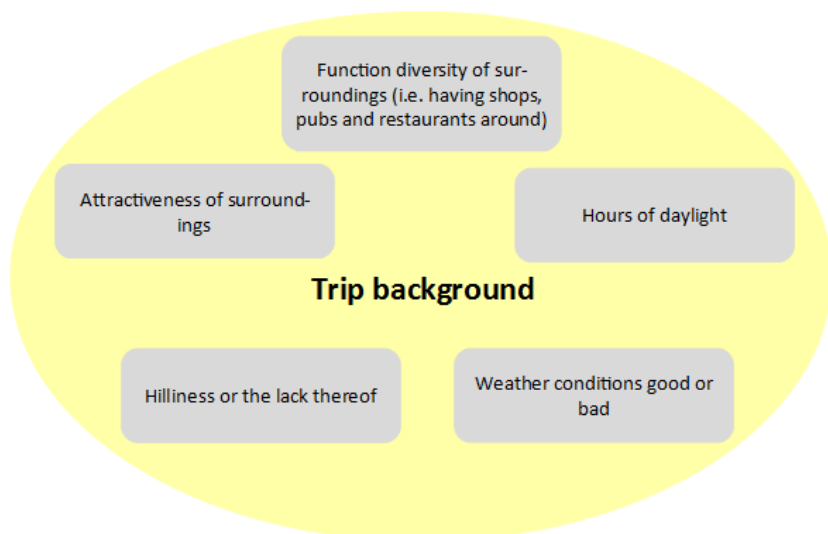 Function diversity of sur-
roundings (i.e. having shops,
pubs and restaurants around)
Attractiveness of surround-
ings
Hours of daylight
Trip background
Hilliness or the lack thereof
Weather conditions good or
bad